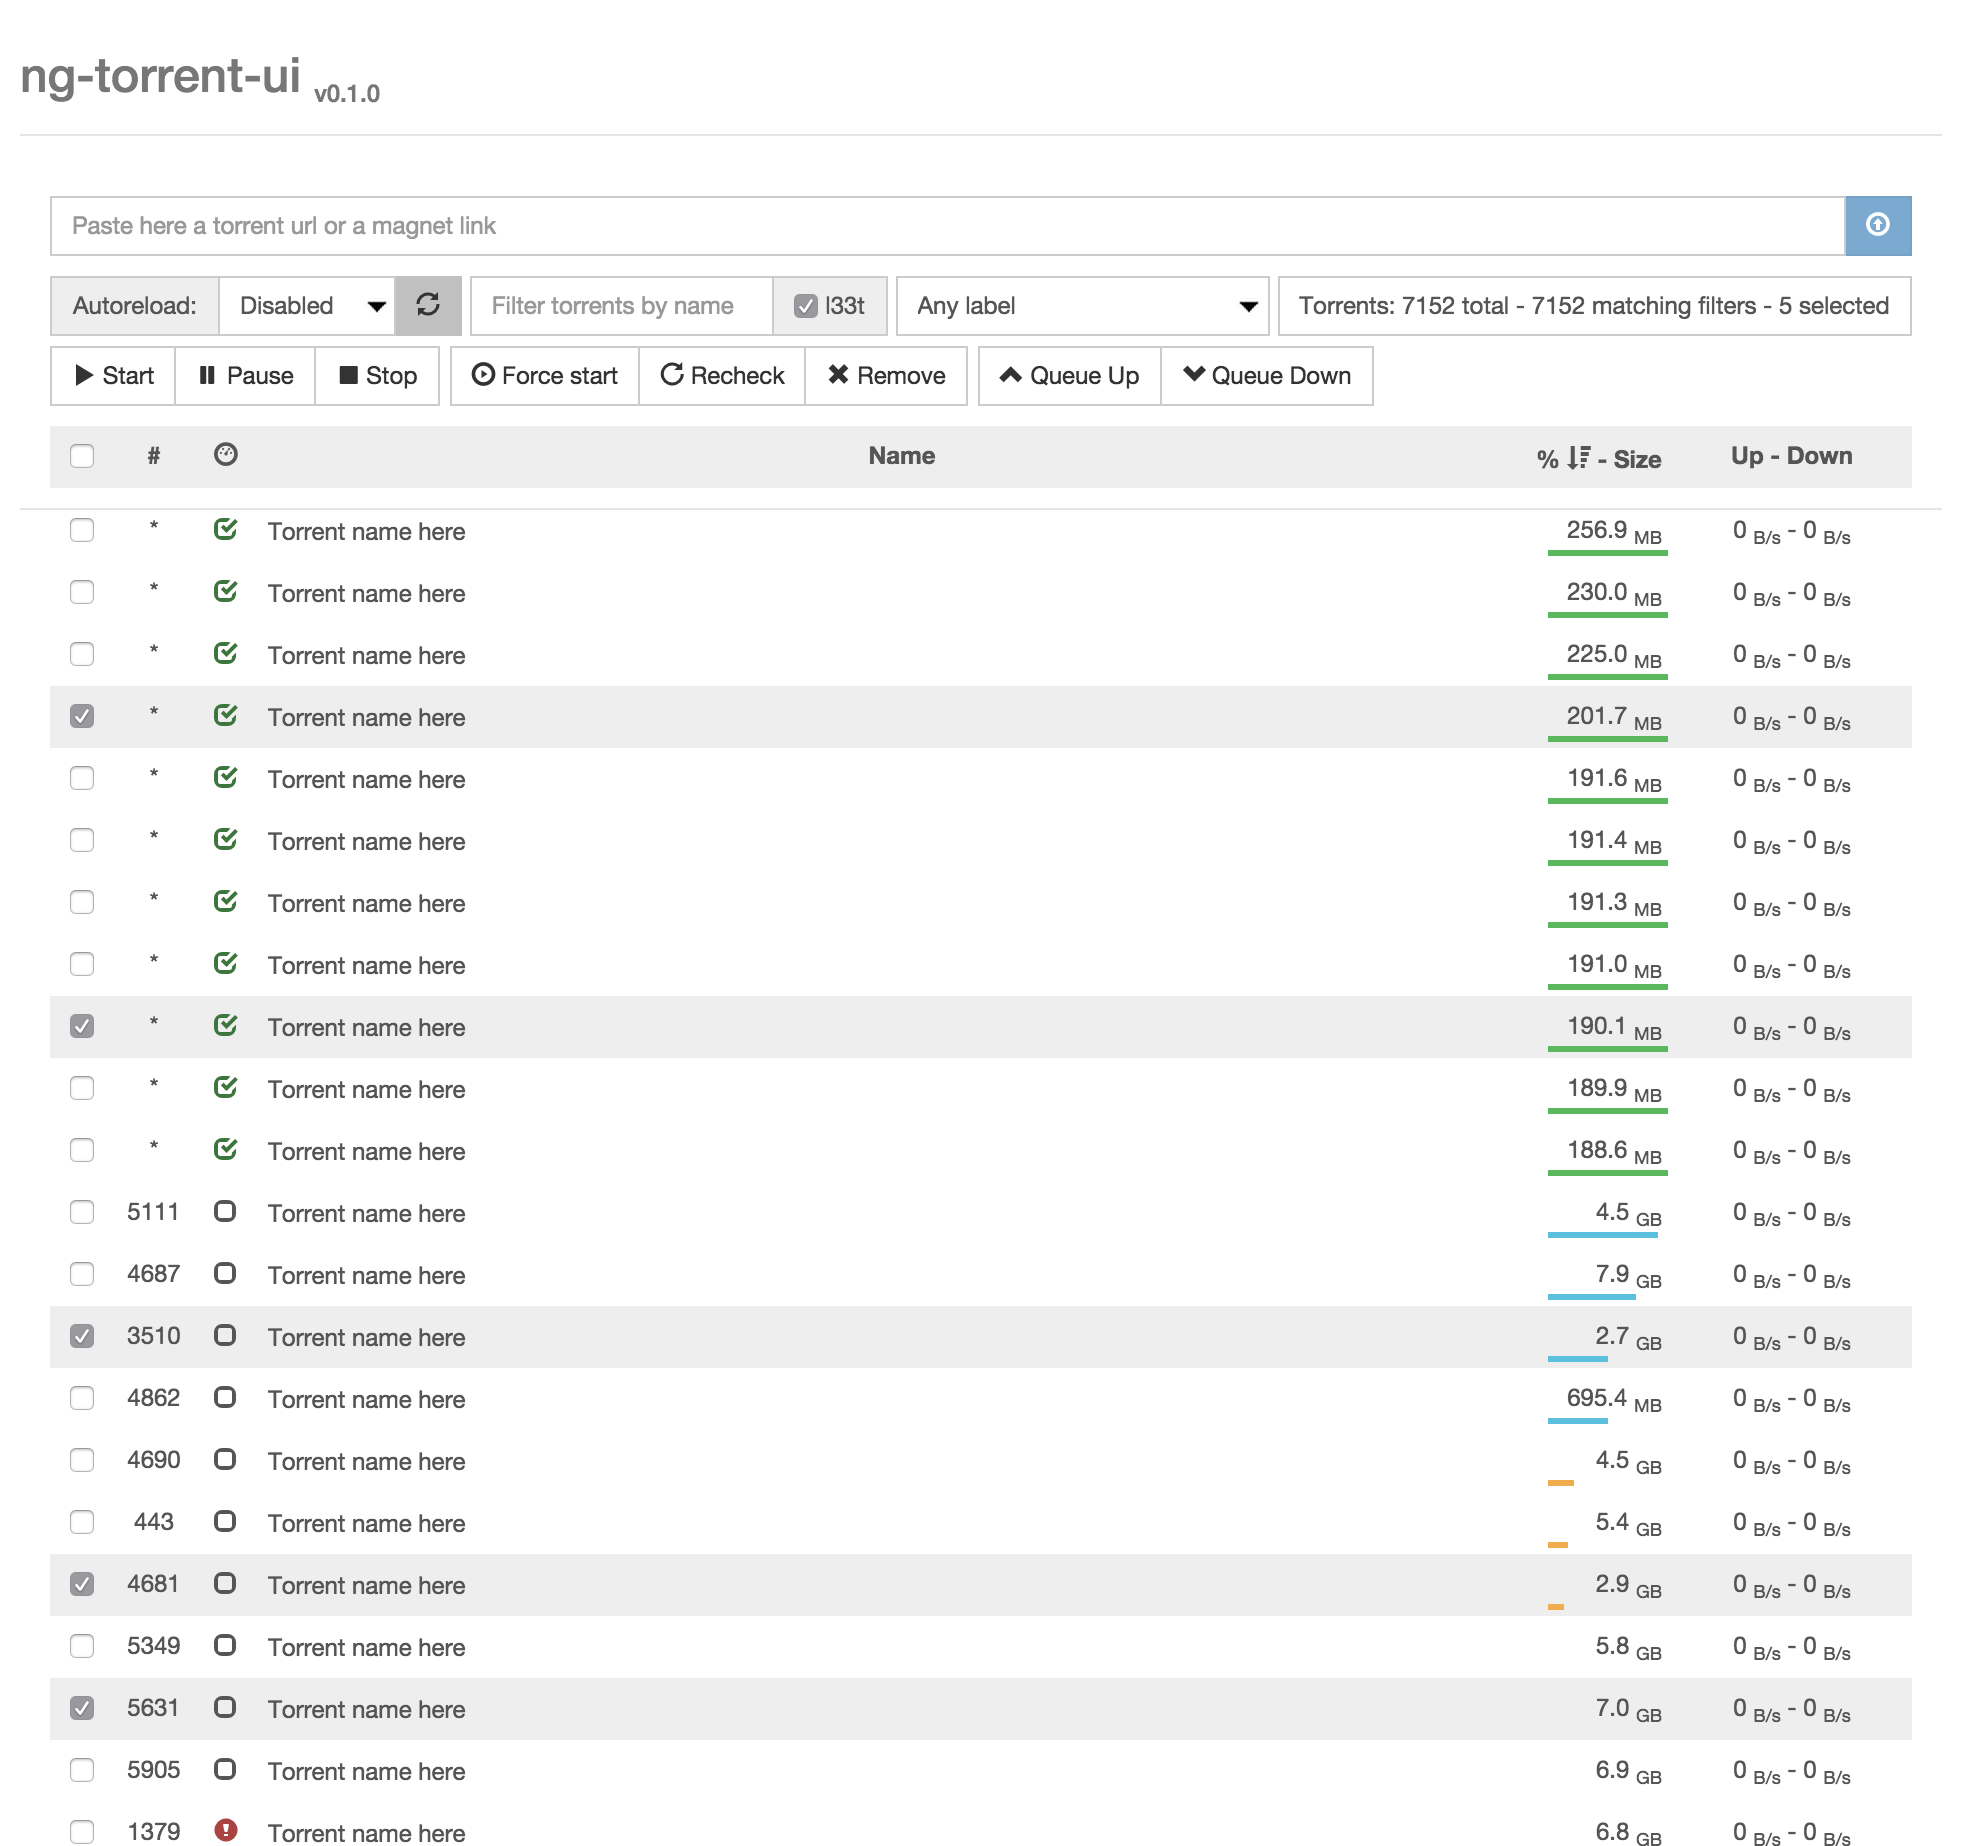 ng-torrent-ui v0.1.0
Paste here a torrent url or a magnet link
Autoreload: Disabled Filter torrents by name l33t Any label Torrents: 7152 total - 7152 matching filters - 5 selected
Start Pause Stop Force start Recheck Remove Queue Up Queue Down
# Name % - Size Up - Down
* Torrent name here 256.9 MB 0 B/s - 0 B/s
* Torrent name here 230.0 MB 0 B/s - 0 B/s
* Torrent name here 225.0 MB 0 B/s - 0 B/s
* Torrent name here 201.7 MB 0 B/s - 0 B/s
* Torrent name here 191.6 MB 0 B/s - 0 B/s
* Torrent name here 191.4 MB 0 B/s - 0 B/s
* Torrent name here 191.3 MB 0 B/s - 0 B/s
* Torrent name here 191.0 MB 0 B/s - 0 B/s
* Torrent name here 190.1 MB 0 B/s - 0 B/s
* Torrent name here 189.9 MB 0 B/s - 0 B/s
* Torrent name here 188.6 MB 0 B/s - 0 B/s
5111 Torrent name here 4.5 GB 0 B/s - 0 B/s
4687 Torrent name here 7.9 GB 0 B/s - 0 B/s
3510 Torrent name here 2.7 GB 0 B/s - 0 B/s
4862 Torrent name here 695.4 MB 0 B/s - 0 B/s
4690 Torrent name here 4.5 GB 0 B/s - 0 B/s
443 Torrent name here 5.4 GB 0 B/s - 0 B/s
4681 Torrent name here 2.9 GB 0 B/s - 0 B/s
5349 Torrent name here 5.8 GB 0 B/s - 0 B/s
5631 Torrent name here 7.0 GB 0 B/s - 0 B/s
5905 Torrent name here 6.9 GB 0 B/s - 0 B/s
1379 Torrent name here 6.8 GB 0 B/s - 0 B/s